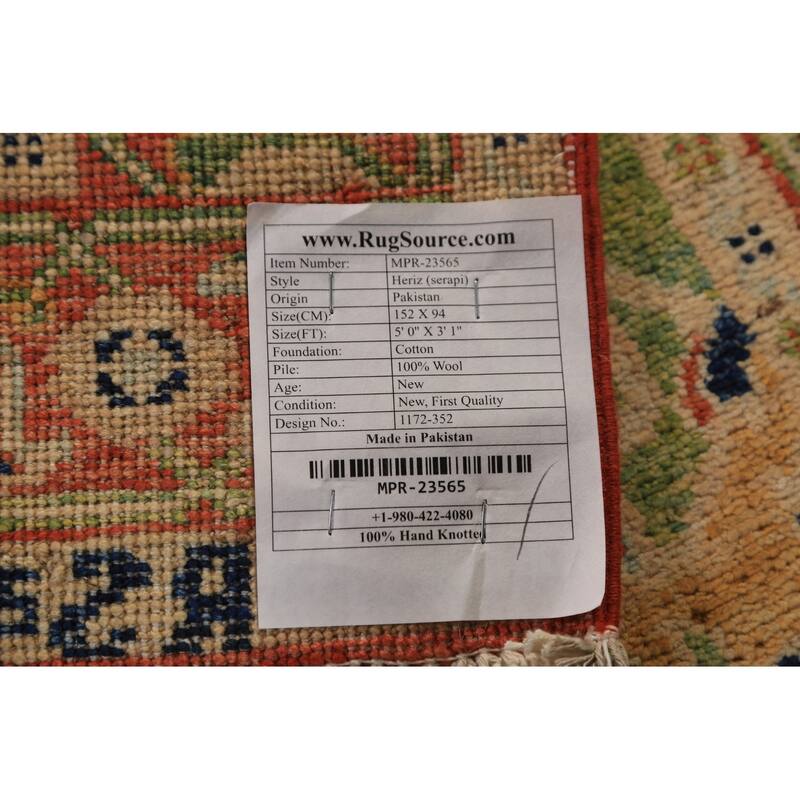 www.RugSource.com
Item Number: MPR-23565
Style Heriz (serapi)
Origin Pakistan
Size(CM): 152 X 94
Size(FT): 5' 0" X 3' 1"
Foundation: Cotton
Pile: 100% Wool
Age: New
Condition: New, First Quality
Design No.: 1172-352
Made in Pakistan
MPR-23565
+1-980-422-4080
100% Hand Knotted